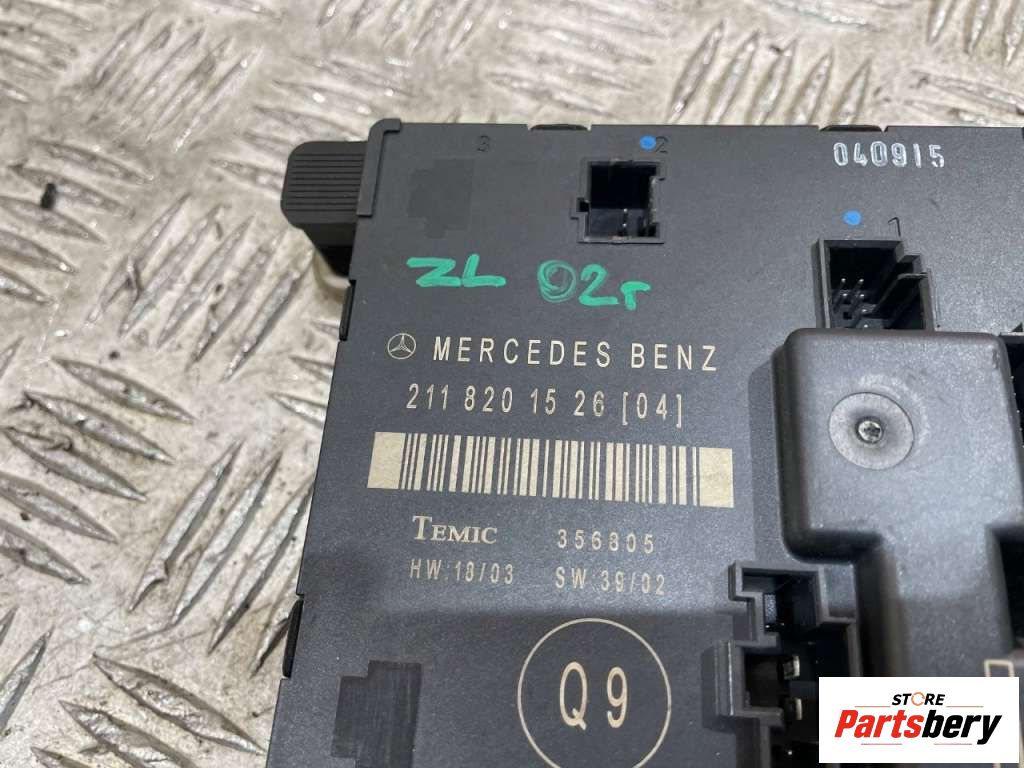 3
2
040915
1
ZL 02r
MERCEDES BENZ
211 820 15 26 [04]
TEMIC 356805
HW:18/03 SW:39/02
Q9
STORE
Partsbery